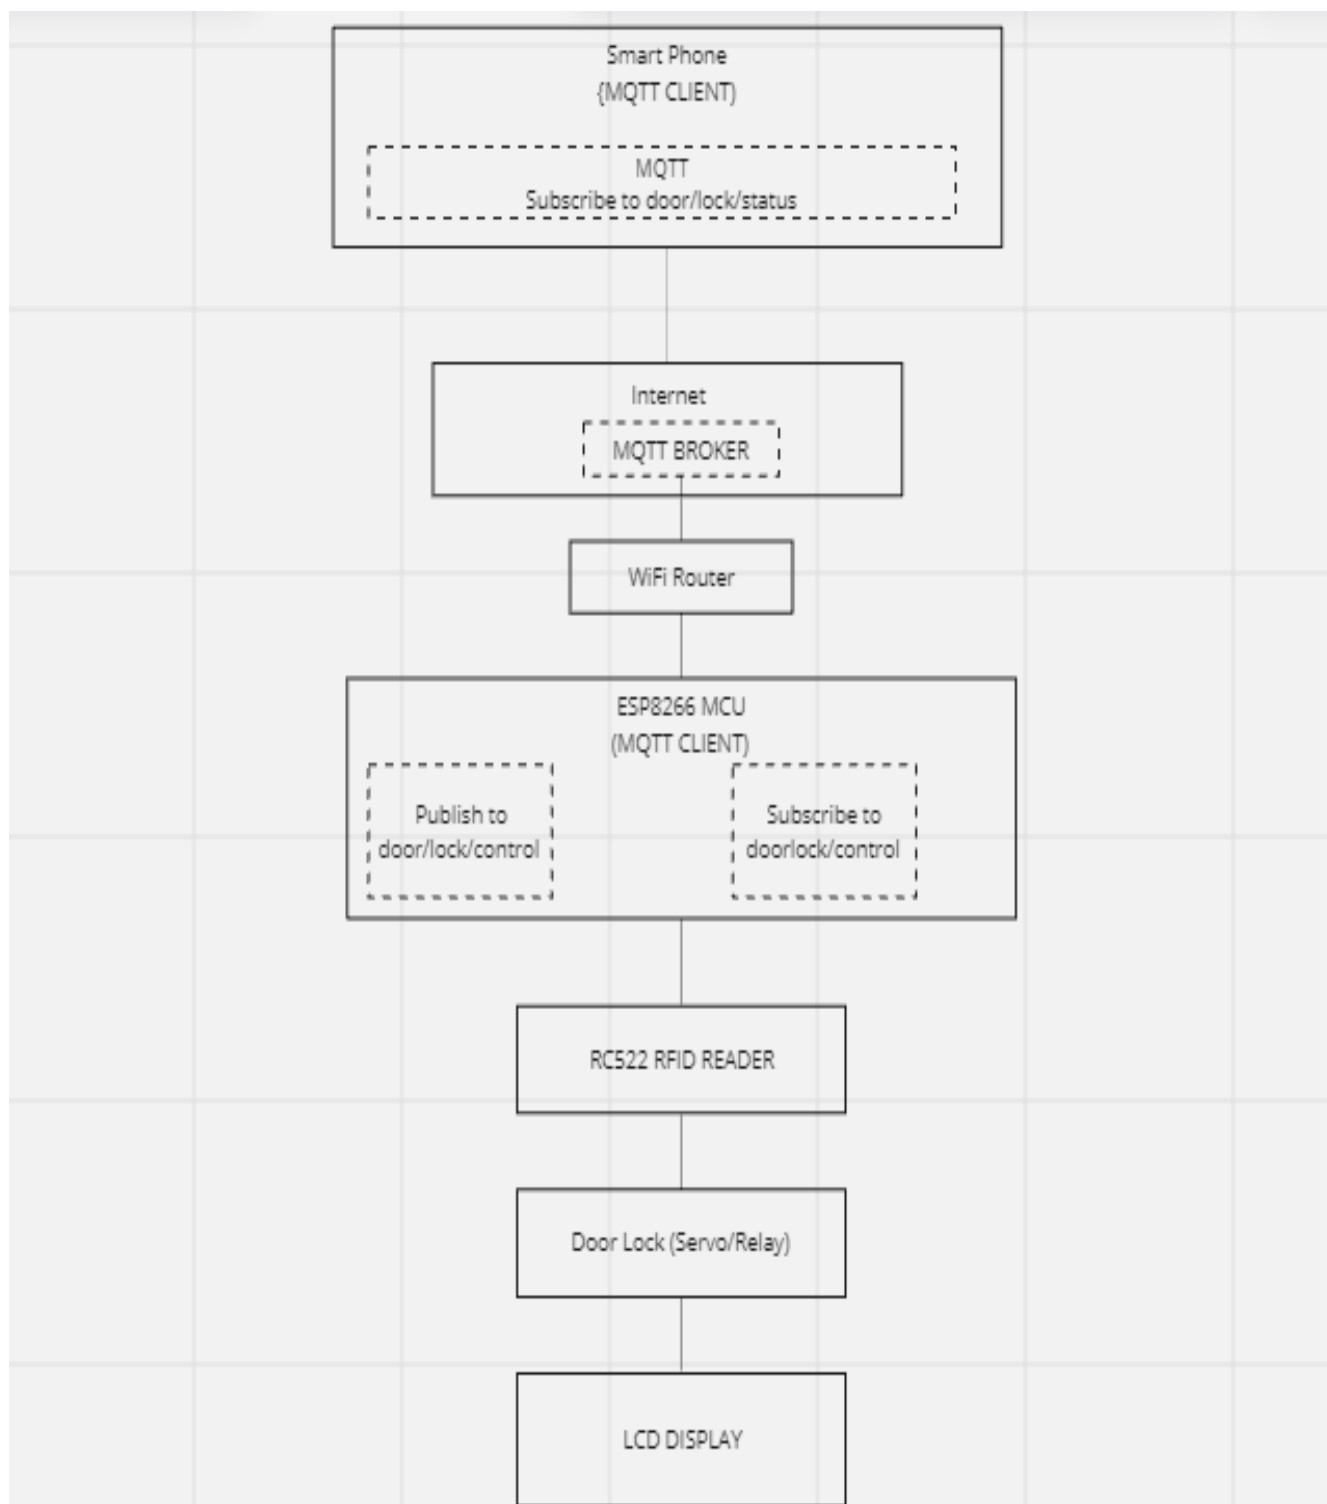 Smart Phone
{MQTT CLIENT)
MQTT
Subscribe to door/lock/status
Internet
MQTT BROKER
WiFi Router
ESP8266 MCU
(MQTT CLIENT)
Publish to
door/lock/control
Subscribe to
doorlock/control
RC522 RFID READER
Door Lock (Servo/Relay)
LCD DISPLAY